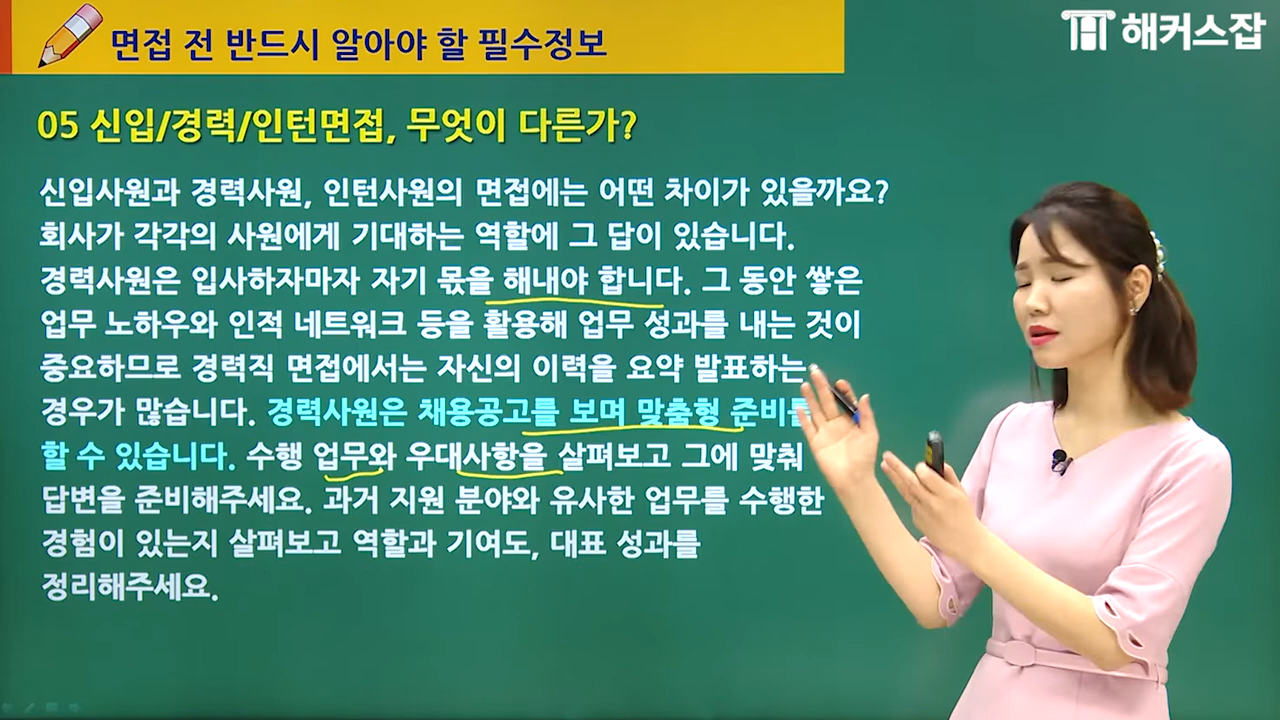 면접 전 반드시 알아야 할 필수정보
해커스잡
05 신입/경력/인턴면접, 무엇이 다른가?
신입사원과 경력사원, 인턴사원의 면접에는 어떤 차이가 있을까요?
회사가 각각의 사원에게 기대하는 역할에 그 답이 있습니다.
경력사원은 입사하자마자 자기 몫을 해내야 합니다. 그 동안 쌓은
업무 노하우와 인적 네트워크 등을 활용해 업무 성과를 내는 것이
중요하므로 경력직 면접에서는 자신의 이력을 요약 발표하는
경우가 많습니다. 경력사원은 채용공고를 보며 맞춤형 준비를
할 수 있습니다. 수행 업무와 우대사항을 살펴보고 그에 맞춰
답변을 준비해주세요. 과거 지원 분야와 유사한 업무를 수행한
경험이 있는지 살펴보고 역할과 기여도, 대표 성과를
정리해주세요.